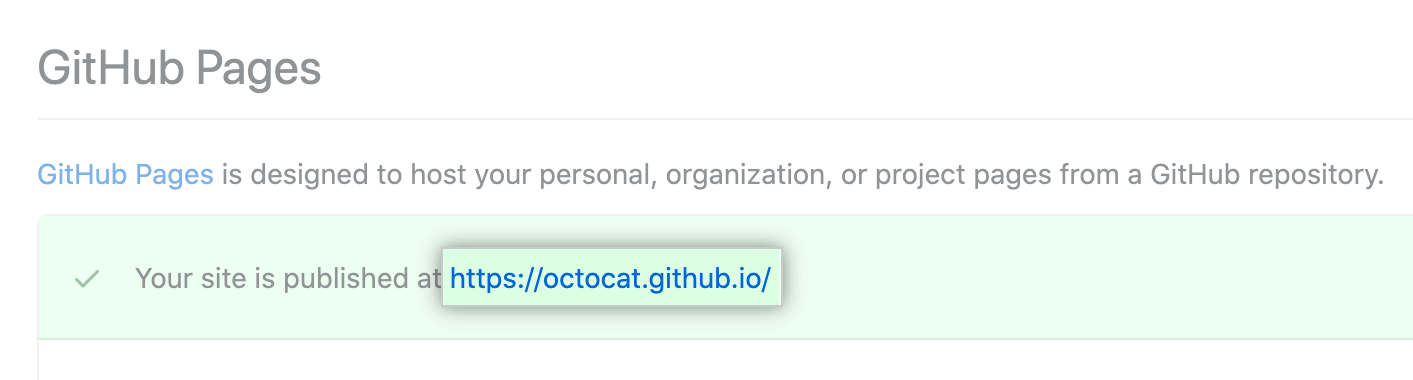 GitHub Pages
GitHub Pages is designed to host your personal, organization, or project pages from a GitHub repository.
Your site is published at https://octocat.github.io/